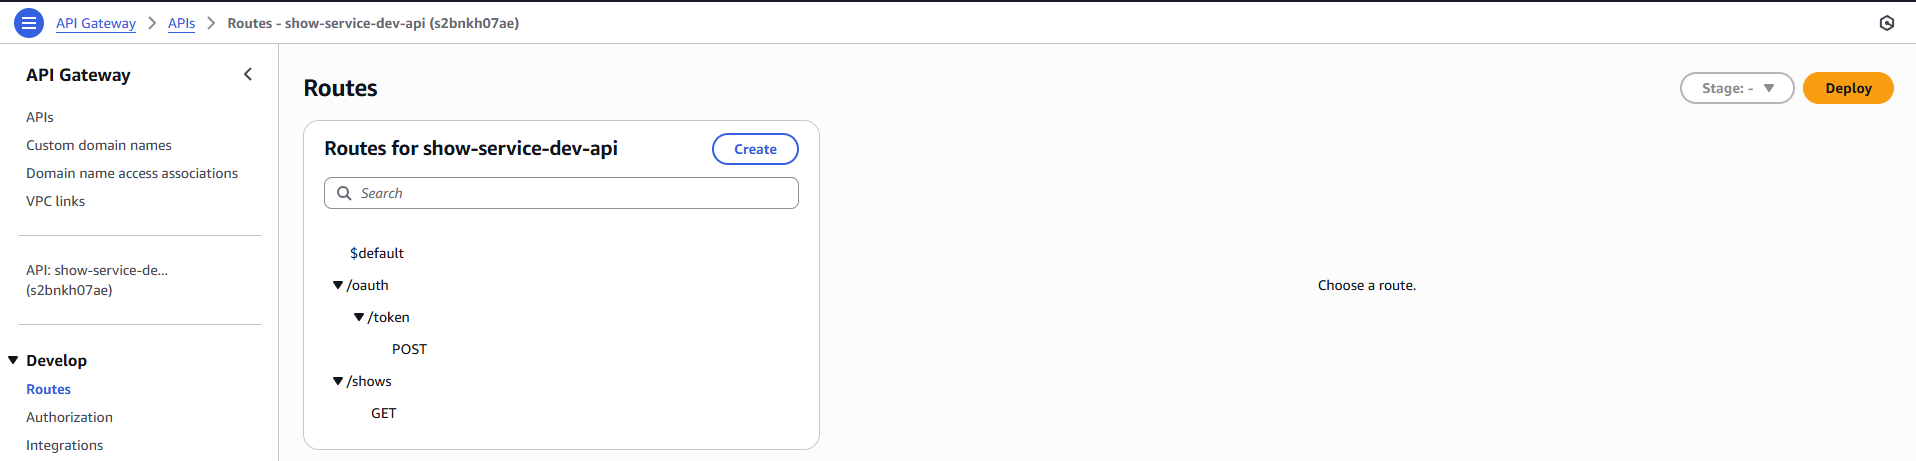 API Gateway > APIs > Routes - show-service-dev-api (s2bnkh07ae)
API Gateway
APIs
Custom domain names
Domain name access associations
VPC links
API: show-service-de...
(s2bnkh07ae)
Develop
Routes
Authorization
Integrations
Routes
Stage: -
Deploy
Routes for show-service-dev-api
Create
Search
$default
/oauth
/token
POST
/shows
GET
Choose a route.